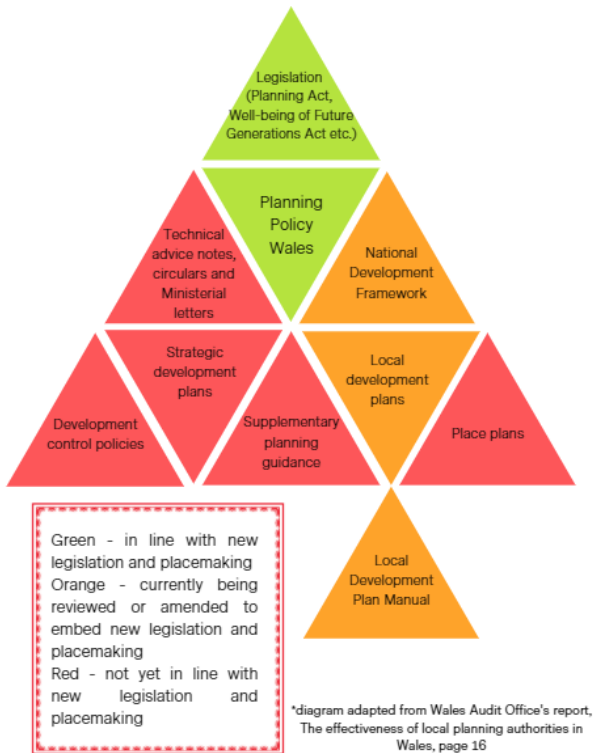 Legislation
(Planning Act,
Well-being of Future
Generations Act etc.)
Planning
Policy
Wales
Technical
advice notes,
circulars and
Ministerial
letters
National
Development
Framework
Strategic
development
plans
Local
development
plans
Development
control policies
Supplementary
planning
guidance
Place plans
Local
Development
Plan Manual
Green - in line with new
legislation and placemaking
Orange - currently being
reviewed or amended to
embed new legislation and
placemaking
Red - not yet in line with
new legislation and
placemaking
*diagram adapted from Wales Audit Office's report,
The effectiveness of local planning authorities in
Wales, page 16